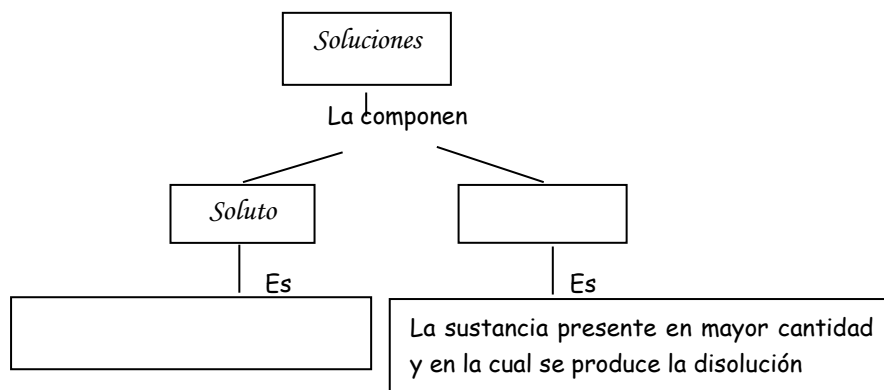 Soluciones
La componen
Soluto
Es
Es
La sustancia presente en mayor cantidad
y en la cual se produce la disolución